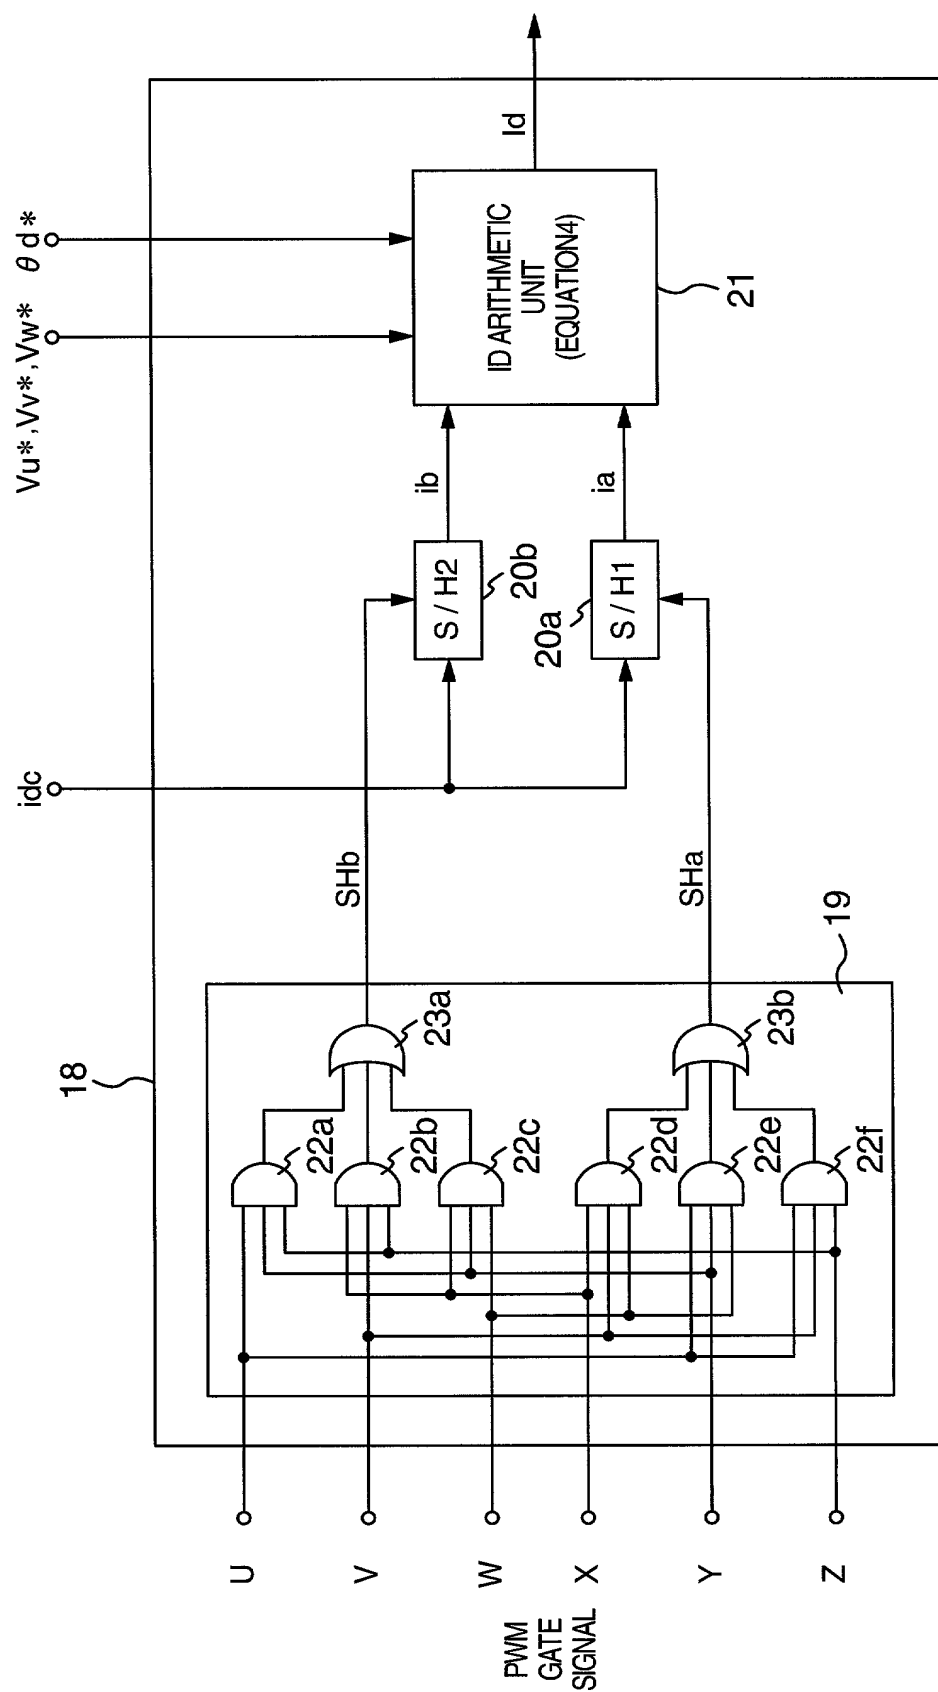 PWM
GATE
SIGNAL
U
V
W
X
Y
Z
18
19
22a
22b
22c
22d
22e
22f
23a
23b
SHb
SHa
idc
S / H2
20b
S / H1
20a
ib
ia
Vu*,Vv*,Vw*
θd*
ID ARITHMETIC
UNIT
(EQUATION4)
21
Id